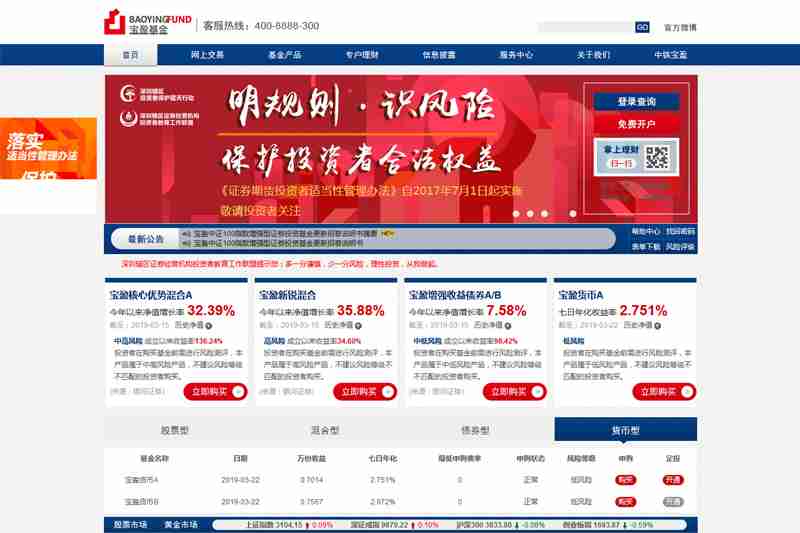 BAOYINGFUND
宝盈基金
客服热线：400-8888-300
GO
官方微博
首页 网上交易 基金产品 专户理财 信息披露 服务中心 关于我们 中铁宝盈
深圳辖区
投资者保护蓝天行动
深圳辖区证券经营机构
投资者教育工作联盟
明规则·识风险
保护投资者合法权益
《证券期货投资者适当性管理办法》自2017年7月1日起实施
敬请投资者关注
登录查询
免费开户
掌上理财
扫一扫
落实
适当性管理办法
保护
最新公告
宝盈中证100指数增强型证券投资基金更新招募说明书摘要
宝盈中证100指数增强型证券投资基金更新招募说明书
帮助中心 找回密码
表单下载 风险评级
深圳辖区证券经营机构投资者教育工作联盟提示您：多一分谨慎，少一分风险，理性投资，从我做起。
宝盈核心优势混合A
今年以来净值增长率 32.39%
截至：2019-03-15 历史净值
中高风险 成立以来收益率136.24%
投资者在购买基金前需进行风险测评，本
产品属于中高风险产品，不建议风险等级
不匹配的投资者购买。
(来源：银河证券) 立即购买
宝盈新锐混合
今年以来净值增长率 35.88%
截至：2019-03-15 历史净值
高风险 成立以来收益率34.60%
投资者在购买基金前需进行风险测评，本
产品属于高风险产品，不建议风险等级不
匹配的投资者购买。
(来源：银河证券) 立即购买
宝盈增强收益债券A/B
今年以来净值增长率 7.58%
截至：2019-03-15 历史净值
中低风险 成立以来收益率98.42%
投资者在购买基金前需进行风险测评，本
产品属于中低风险产品，不建议风险等级
不匹配的投资者购买。
(来源：银河证券) 立即购买
宝盈货币A
七日年化收益率 2.751%
截至：2019-03-22 历史净值
低风险
投资者在购买基金前需进行风险测评，本
产品属于低风险产品，不建议风险等级不
匹配的投资者购买。
立即购买
股票型 混合型 债券型 货币型
基金名称 日期 万份收益 七日年化 最低申购费率 申购状态 风险等级 申购 定投
宝盈货币A 2019-03-22 0.7014 2.751% 0 正常 低风险 购买 开通
宝盈货币B 2019-03-22 0.7567 2.972% 0 正常 低风险 购买 开通
股票市场 黄金市场 上证指数 3104.15 0.09% 深证成指 9879.22 0.10% 沪深300 3833.80 -0.08% 创业板指 1693.87 -0.59%